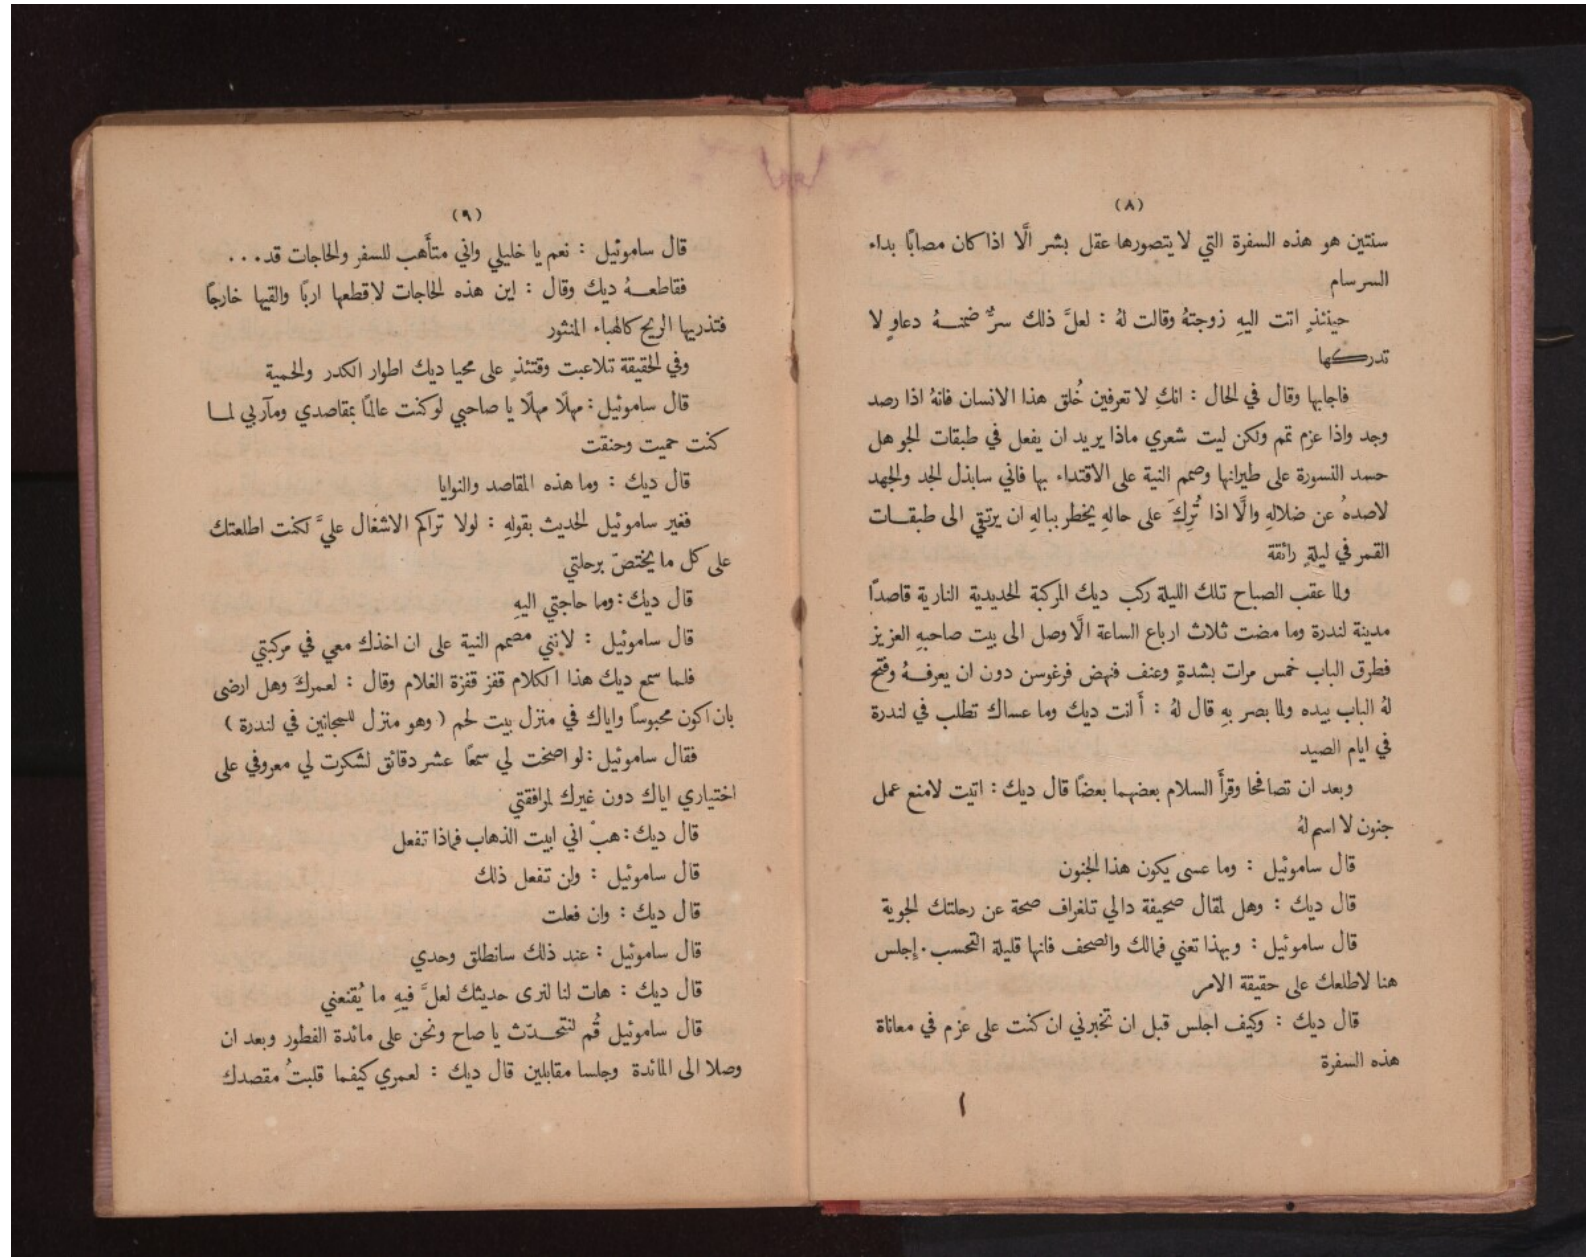 (٨)
سنتين هو هذه السفرة التي لا يتصورها عقل بشر الَّا اذا كان مصابًا بداء
السرسام
حينئذٍ اتت اليهِ زوجتهُ وقالت لهُ : لعلَّ ذلك سرٌّ ضمنـــهُ دعاوٍ لا
تدركها
فاجابها وقال في الحال : انكِ لا تعرفين خُلق هذا الانسان فانهُ اذا رصد
وجد واذا عزم تمم ولكن ليت شعري ماذا يريد ان يفعل في طبقات الجو هل
حسد النسورة على طيرانها وصمم النية على الاقتداء بها فاني سابذل الجد والجهد
لاصدهُ عن ضلالهِ والَّا اذا تُرِكَ على حالهِ يخطر ببالهِ ان يرتقي الى طبقـــات
القمر في ليلةٍ رائقة
ولما عقب الصباح تلك الليلة ركب ديك المركبة الحديدية النارية قاصدًا
مدينة لندرة وما مضت ثلاث ارباع الساعة الَّا وصل الى بيت صاحبهِ العزيز
فطرق الباب خمس مرات بشدةٍ وعنف فنهض فرغوسن دون ان يعرفـــهُ وفتح
لهُ الباب بيده ولما بصر بهِ قال لهُ : أَ انت ديك وما عساك تطلب في لندرة
في ايام الصيد
وبعد ان تصافحا وقرأَ السلام بعضهما بعضًا قال ديك : اتيت لامنع عمل
جنون لا اسم لهُ
قال ساموئيل : وما عسى يكون هذا الجنون
قال ديك : وهل لمقال صحيفة دالي تلغراف صحة عن رحلتك الجوية
قال ساموئيل : وبهذا تعني فمالك والصحف فانها قليلة التحسب . إجلس
هنا لاطلعك على حقيقة الامر
قال ديك : وكيف اجلس قبل ان تخبرني ان كنت على عزم في معاناة
هذه السفرة
(٩)
قال ساموئيل : نعم يا خليلي واني متأَهب للسفر والحاجات قد...
فقاطعـــهُ ديك وقال : اين هذه الحاجات لاقطعها اربًا والقيها خارجًا
فتذريها الريح كالهباء المنثور
وفي الحقيقة تلاعبت وقتئذٍ على محيا ديك اطوار الكدر والحمية
قال ساموئيل : مهلًا مهلًا يا صاحبي لو كنت عالمًا بمقاصدي ومآربي لمــا
كنت حميت وحنقت
قال ديك : وما هذه المقاصد والنوايا
فغير ساموئيل الحديث بقولهِ : لولا تراكم الاشغال عليَّ لكنت اطلعتك
على كل ما يختصّ برحلتي
قال ديك : وما حاجتي اليهِ
قال ساموئيل : لانني مصمم النية على ان اخذك معي في مركبتي
فلما سمع ديك هذا الكلام قفز قفزة الغلام وقال : لعمركَ وهل ارضى
بان اكون محبوسًا واياك في منزل بيت لحم ( وهو منزل للمجانين في لندرة )
فقال ساموئيل : لو اصخت لي سمعًا عشر دقائق لشكرت لي معروفي على
اختياري اياك دون غيرك لمرافقتي
قال ديك : هبْ اني ابيت الذهاب فماذا تفعل
قال ساموئيل : ولن تفعل ذلك
قال ديك : وان فعلت
قال ساموئيل : عند ذلك سانطلق وحدي
قال ديك : هات لنا لنرى حديثك لعلَّ فيهِ ما يُقنعني
قال ساموئيل قُم لنتحـــدَّث يا صاح ونحن على مائدة الفطور وبعد ان
وصلا الى المائدة وجلسا مقابلين قال ديك : لعمري كيفما قلبتُ مقصدك